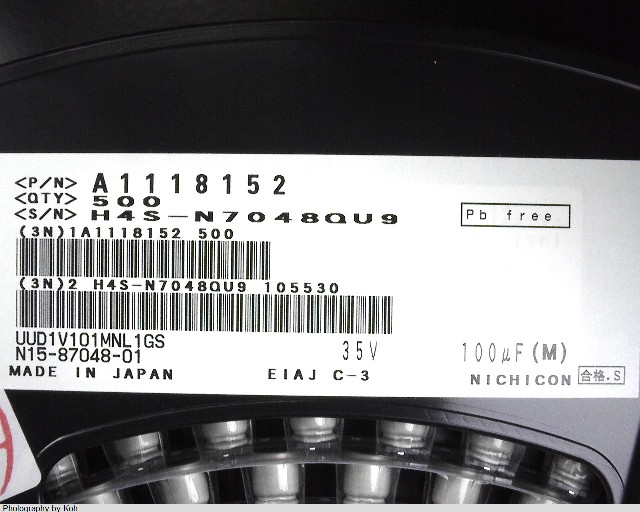 <P/N> A1118152
<QTY> 500
<S/N> H4S-N7048QU9
Pb free
(3N)1A1118152 500
(3N)2 H4S-N7048QU9 105530
UUD1V101MNL1GS 35V 100μF(M)
N15-87048-01
MADE IN JAPAN EIAJ C-3 NICHICON 合格.S
Photography by Koh